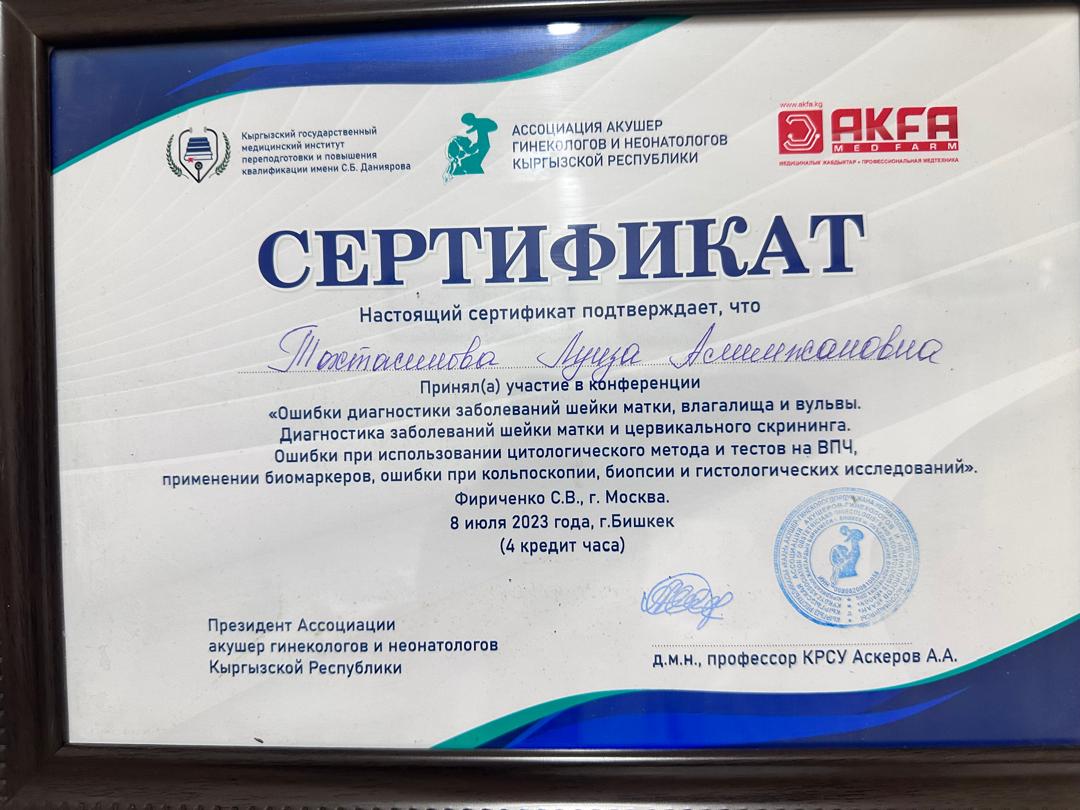 Кыргызский государственный
медицинский институт
переподготовки и повышения
квалификации имени С.Б. Даниярова
АССОЦИАЦИЯ АКУШЕР
ГИНЕКОЛОГОВ И НЕОНАТОЛОГОВ
КЫРГЫЗСКОЙ РЕСПУБЛИКИ
www.akfa.kg
AKFA
MED FARM
МЕДИЦИНАЛЫК ЖАБДЫКТАР • ПРОФЕССИОНАЛЬНАЯ МЕДТЕХНИКА
СЕРТИФИКАТ
Настоящий сертификат подтверждает, что
Тохтасинова Луиза Алимжановна
Принял(а) участие в конференции
«Ошибки диагностики заболеваний шейки матки, влагалища и вульвы.
Диагностика заболеваний шейки матки и цервикального скрининга.
Ошибки при использовании цитологического метода и тестов на ВПЧ,
применении биомаркеров, ошибки при кольпоскопии, биопсии и гистологических исследований».
Фириченко С.В., г. Москва.
8 июля 2023 года, г.Бишкек
(4 кредит часа)
Президент Ассоциации
акушер гинекологов и неонатологов
Кыргызской Республики
д.м.н., профессор КРСУ Аскеров А.А.